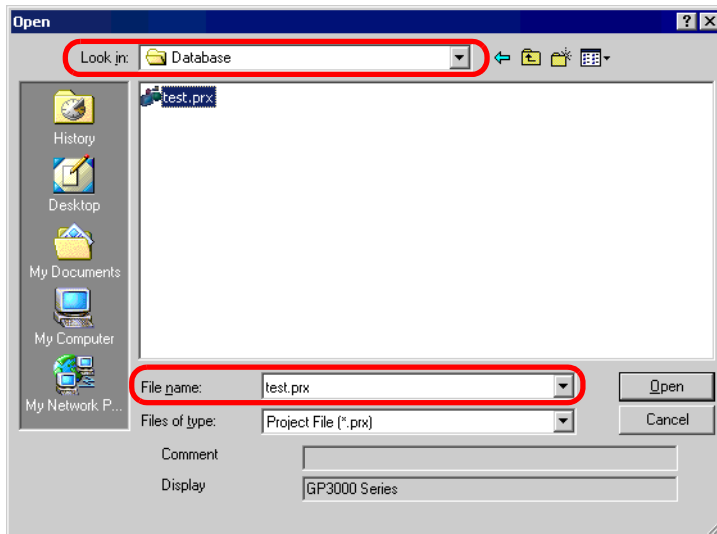 Open
Look in: Database
test.prx
History
Desktop
My Documents
My Computer
My Network P...
File name: test.prx Open
Files of type: Project File (*.prx) Cancel
Comment
Display GP3000 Series